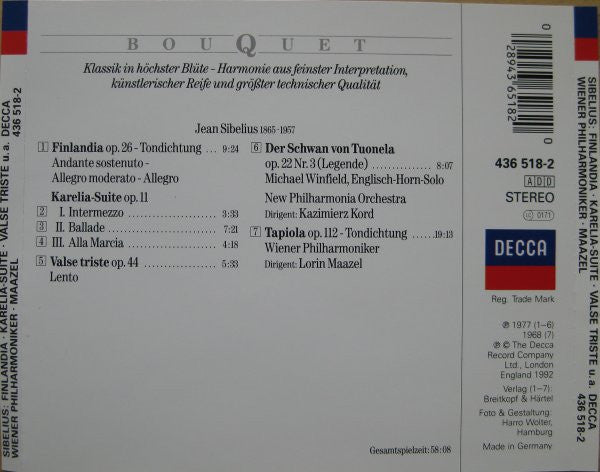 BOUQUET
Klassik in höchster Blüte – Harmonie aus feinster Interpretation,
künstlerischer Reife und größter technischer Qualität
Jean Sibelius 1865-1957
1 Finlandia op. 26 - Tondichtung ... 9:24
Andante sostenuto -
Allegro moderato - Allegro
Karelia-Suite op. 11
2 I. Intermezzo ... 3:33
3 II. Ballade ... 7:21
4 III. Alla Marcia ... 4:18
5 Valse triste op. 44 ... 5:33
Lento
6 Der Schwan von Tuonela
op. 22 Nr. 3 (Legende) ... 8:07
Michael Winfield, Englisch-Horn-Solo
New Philharmonia Orchestra
Dirigent: Kazimierz Kord
7 Tapiola op. 112 - Tondichtung ... 19:13
Wiener Philharmoniker
Dirigent: Lorin Maazel
Gesamtspielzeit: 58:08
0 28943 65182
436 518-2
ADD
STEREO
LC 0171
DECCA
Reg. Trade Mark
℗ 1977 (1–6)
1968 (7)
℗ © The Decca
Record Company
Ltd., London
England 1992
Verlag (1–7):
Breitkopf & Härtel
Foto & Gestaltung:
Harro Wolter,
Hamburg
Made in Germany
SIBELIUS: FINLANDIA · KARELIA-SUITE · VALSE TRISTE u. a. DECCA
WIENER PHILHARMONIKER · MAAZEL 436 518-2
SIBELIUS: FINLANDIA · KARELIA-SUITE · VALSE TRISTE u. a. DECCA
WIENER PHILHARMONIKER · MAAZEL 436 518-2